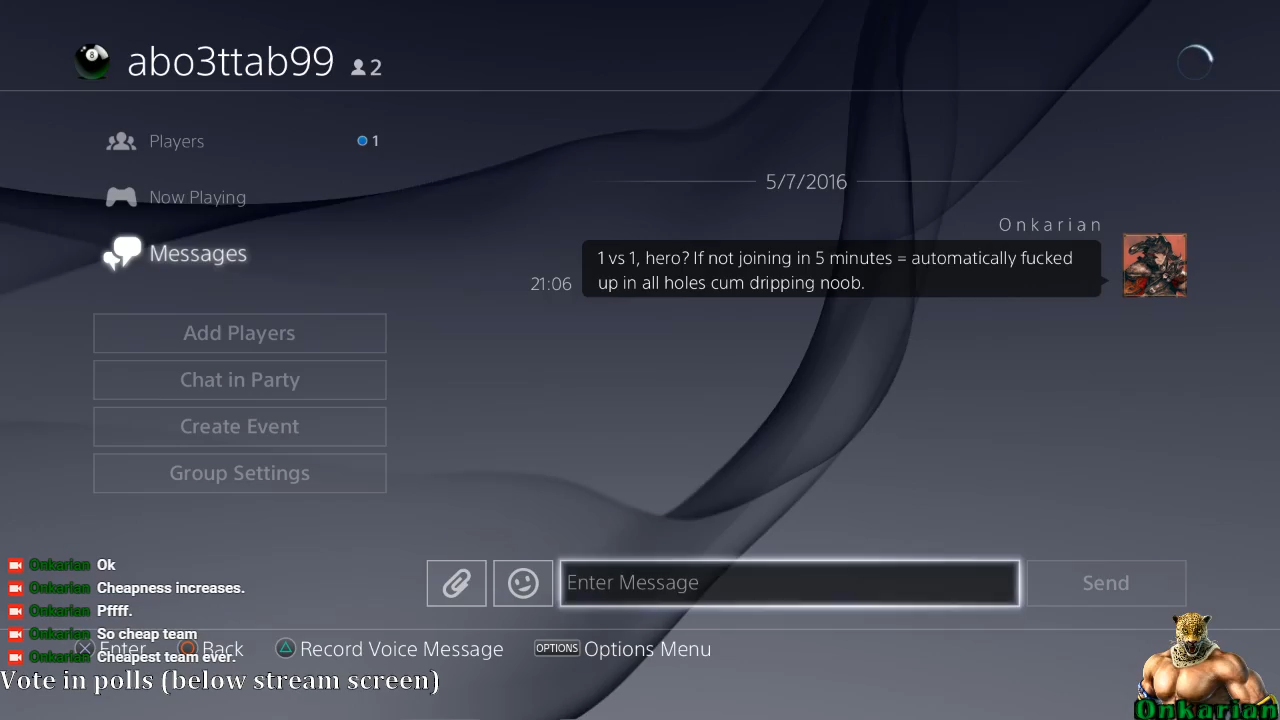 abo3ttab99 2
Players 1
Now Playing
Messages
Add Players
Chat in Party
Create Event
Group Settings
5/7/2016
Onkarian
1 vs 1, hero? If not joining in 5 minutes = automatically fucked
up in all holes cum dripping noob.
21:06
Enter Message
Send
Onkarian Ok
Onkarian Cheapness increases.
Onkarian Pffff.
Onkarian So cheap team
Onkarian Cheapest team ever.
Enter Back Record Voice Message OPTIONS Options Menu
Vote in polls (below stream screen)
Onkarian
8